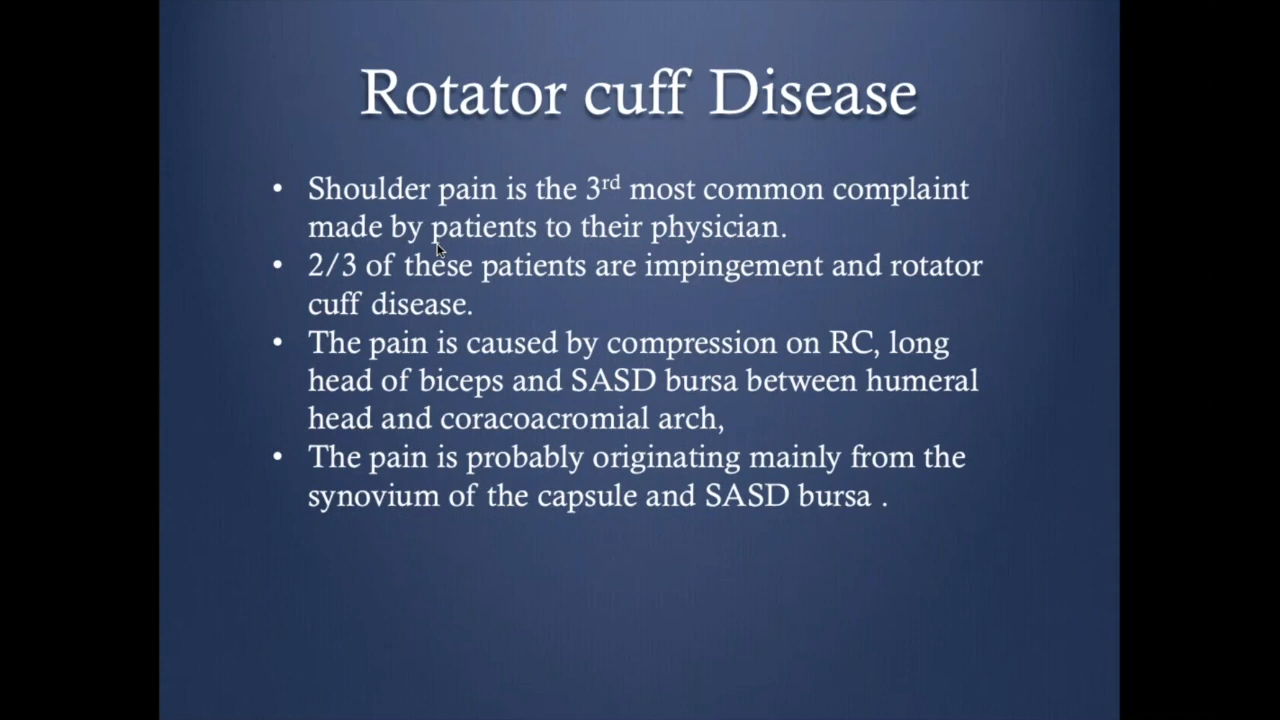 Rotator cuff Disease
• Shoulder pain is the 3rd most common complaint
made by patients to their physician.
• 2/3 of these patients are impingement and rotator
cuff disease.
• The pain is caused by compression on RC, long
head of biceps and SASD bursa between humeral
head and coracoacromial arch,
• The pain is probably originating mainly from the
synovium of the capsule and SASD bursa .